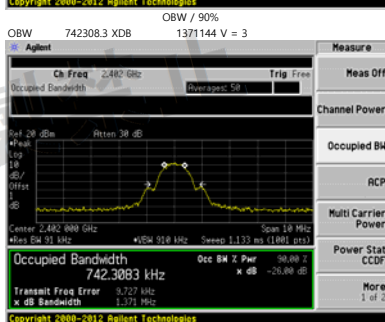 Copyright 2000-2012 Agilent Technologies
OBW / 90%
OBW 742308.3 XDB 1371144 V = 3
Agilent
Measure
Ch Freq 2.402 GHz Trig Free
Occupied Bandwidth Averages: 50
Meas Off
Channel Power
Occupied BW
ACP
Multi Carrier
Power
Power Stat
CCDF
More
1 of 2
Ref 20 dBm Atten 30 dB
#Peak
Log
10
dB/
Offst
1
dB
Center 2.402 000 GHz Span 10 MHz
#Res BW 91 kHz #VBW 910 kHz Sweep 1.133 ms (1001 pts)
Occupied Bandwidth Occ BW % Pwr 90.00 %
742.3083 kHz x dB -26.00 dB
Transmit Freq Error 9.727 kHz
x dB Bandwidth 1.371 MHz
Copyright 2000-2012 Agilent Technologies